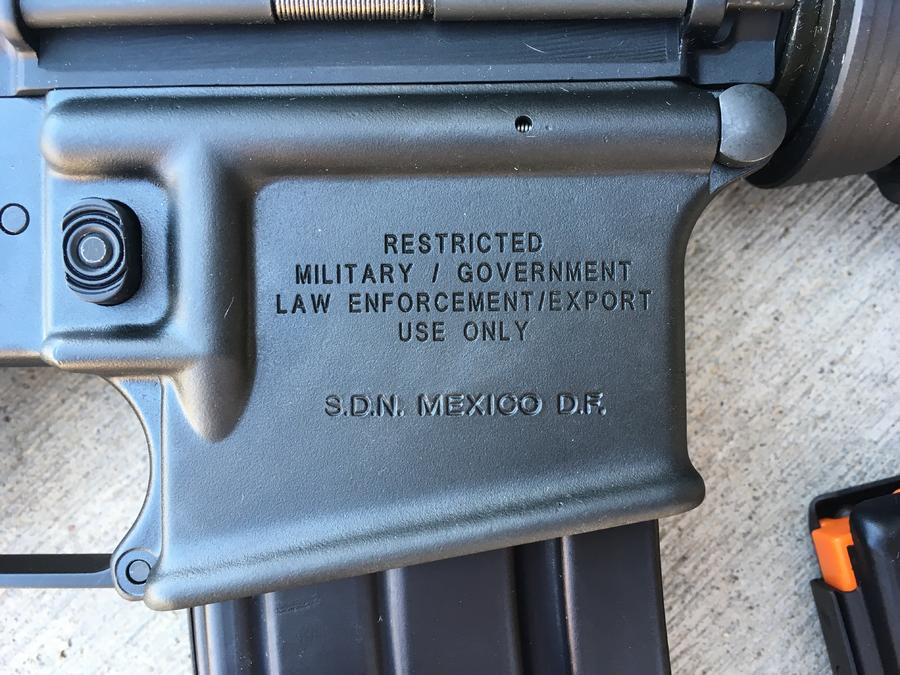 RESTRICTED
MILITARY / GOVERNMENT
LAW ENFORCEMENT/EXPORT
USE ONLY
S.D.N. MEXICO D.F.